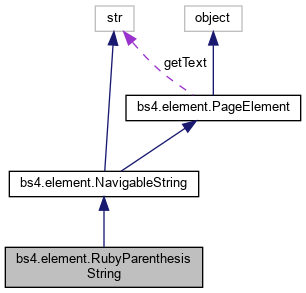 str
object
getText
bs4.element.PageElement
bs4.element.NavigableString
bs4.element.RubyParenthesis
String